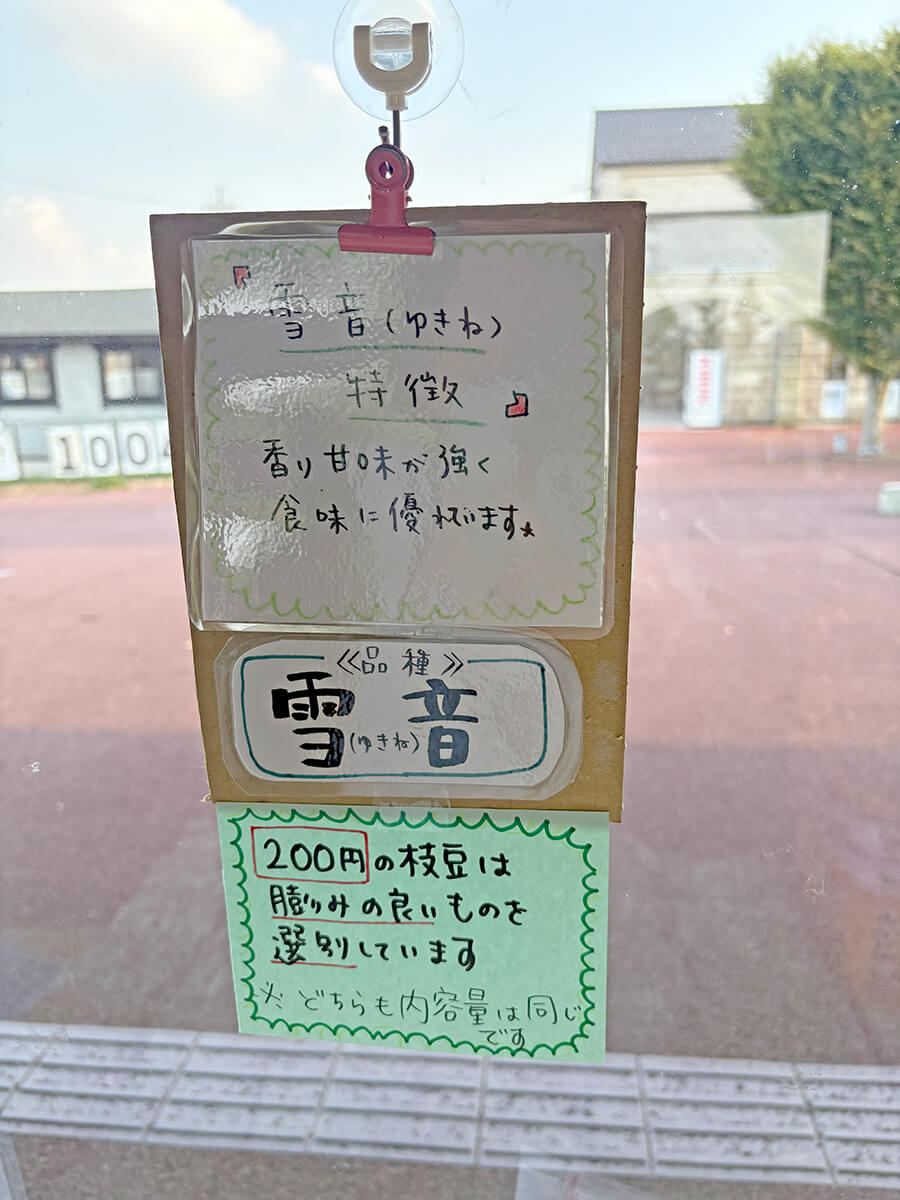 『雪音(ゆきね)
特徴』
香り甘味が強く
食味に優れています。
≪品種≫
雪音
(ゆきね)
200円の枝豆は
膨りみの良いものを
選別しています
※どちらも内容量は同じ
です
1004